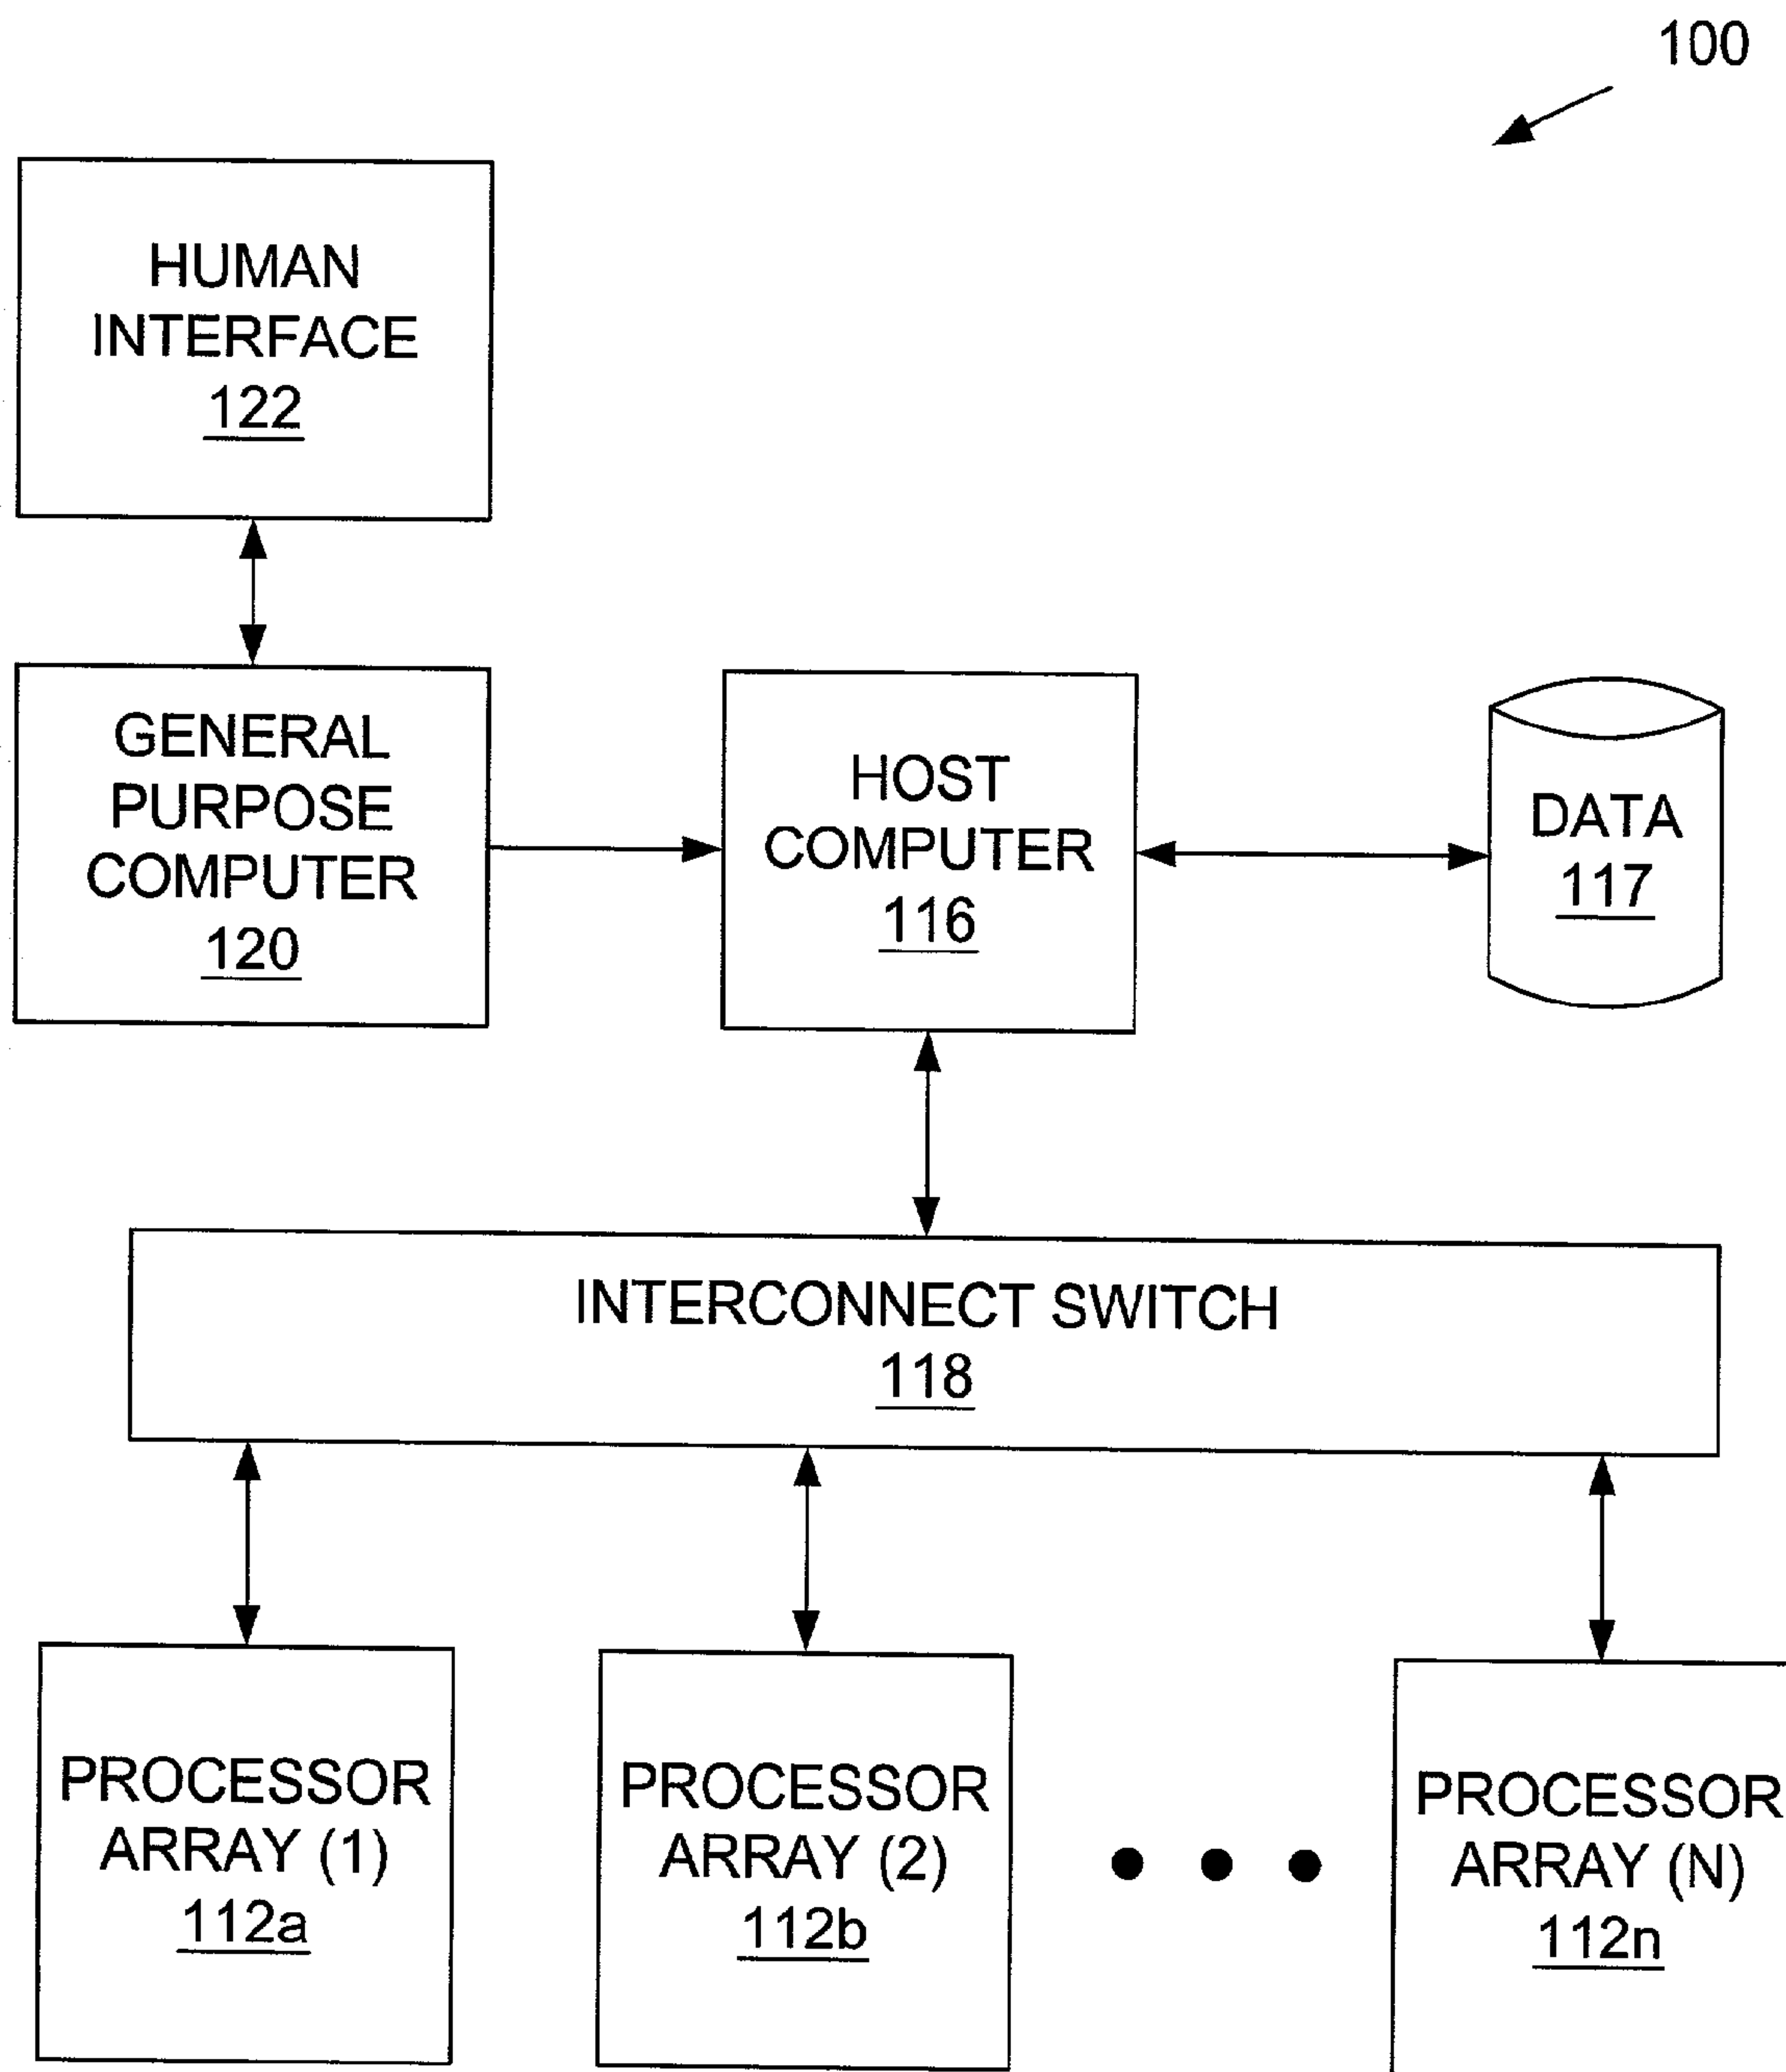 100
HUMAN
INTERFACE
122
GENERAL
PURPOSE
COMPUTER
120
HOST
COMPUTER
116
DATA
117
INTERCONNECT SWITCH
118
PROCESSOR
ARRAY (1)
112a
PROCESSOR
ARRAY (2)
112b
PROCESSOR
ARRAY (N)
112n